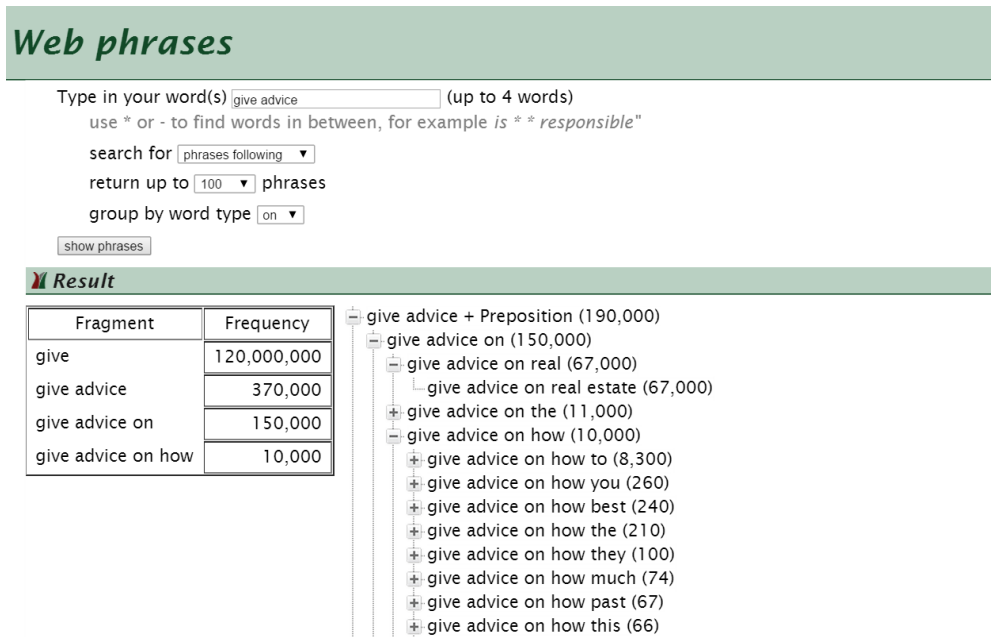 Web phrases
Type in your word(s) give advice (up to 4 words)
use * or - to find words in between, for example is * * responsible"
search for phrases following
return up to 100 phrases
group by word type on
show phrases
Result
Fragment Frequency
give 120,000,000
give advice 370,000
give advice on 150,000
give advice on how 10,000
give advice + Preposition (190,000)
give advice on (150,000)
give advice on real (67,000)
give advice on real estate (67,000)
give advice on the (11,000)
give advice on how (10,000)
give advice on how to (8,300)
give advice on how you (260)
give advice on how best (240)
give advice on how the (210)
give advice on how they (100)
give advice on how much (74)
give advice on how past (67)
give advice on how this (66)